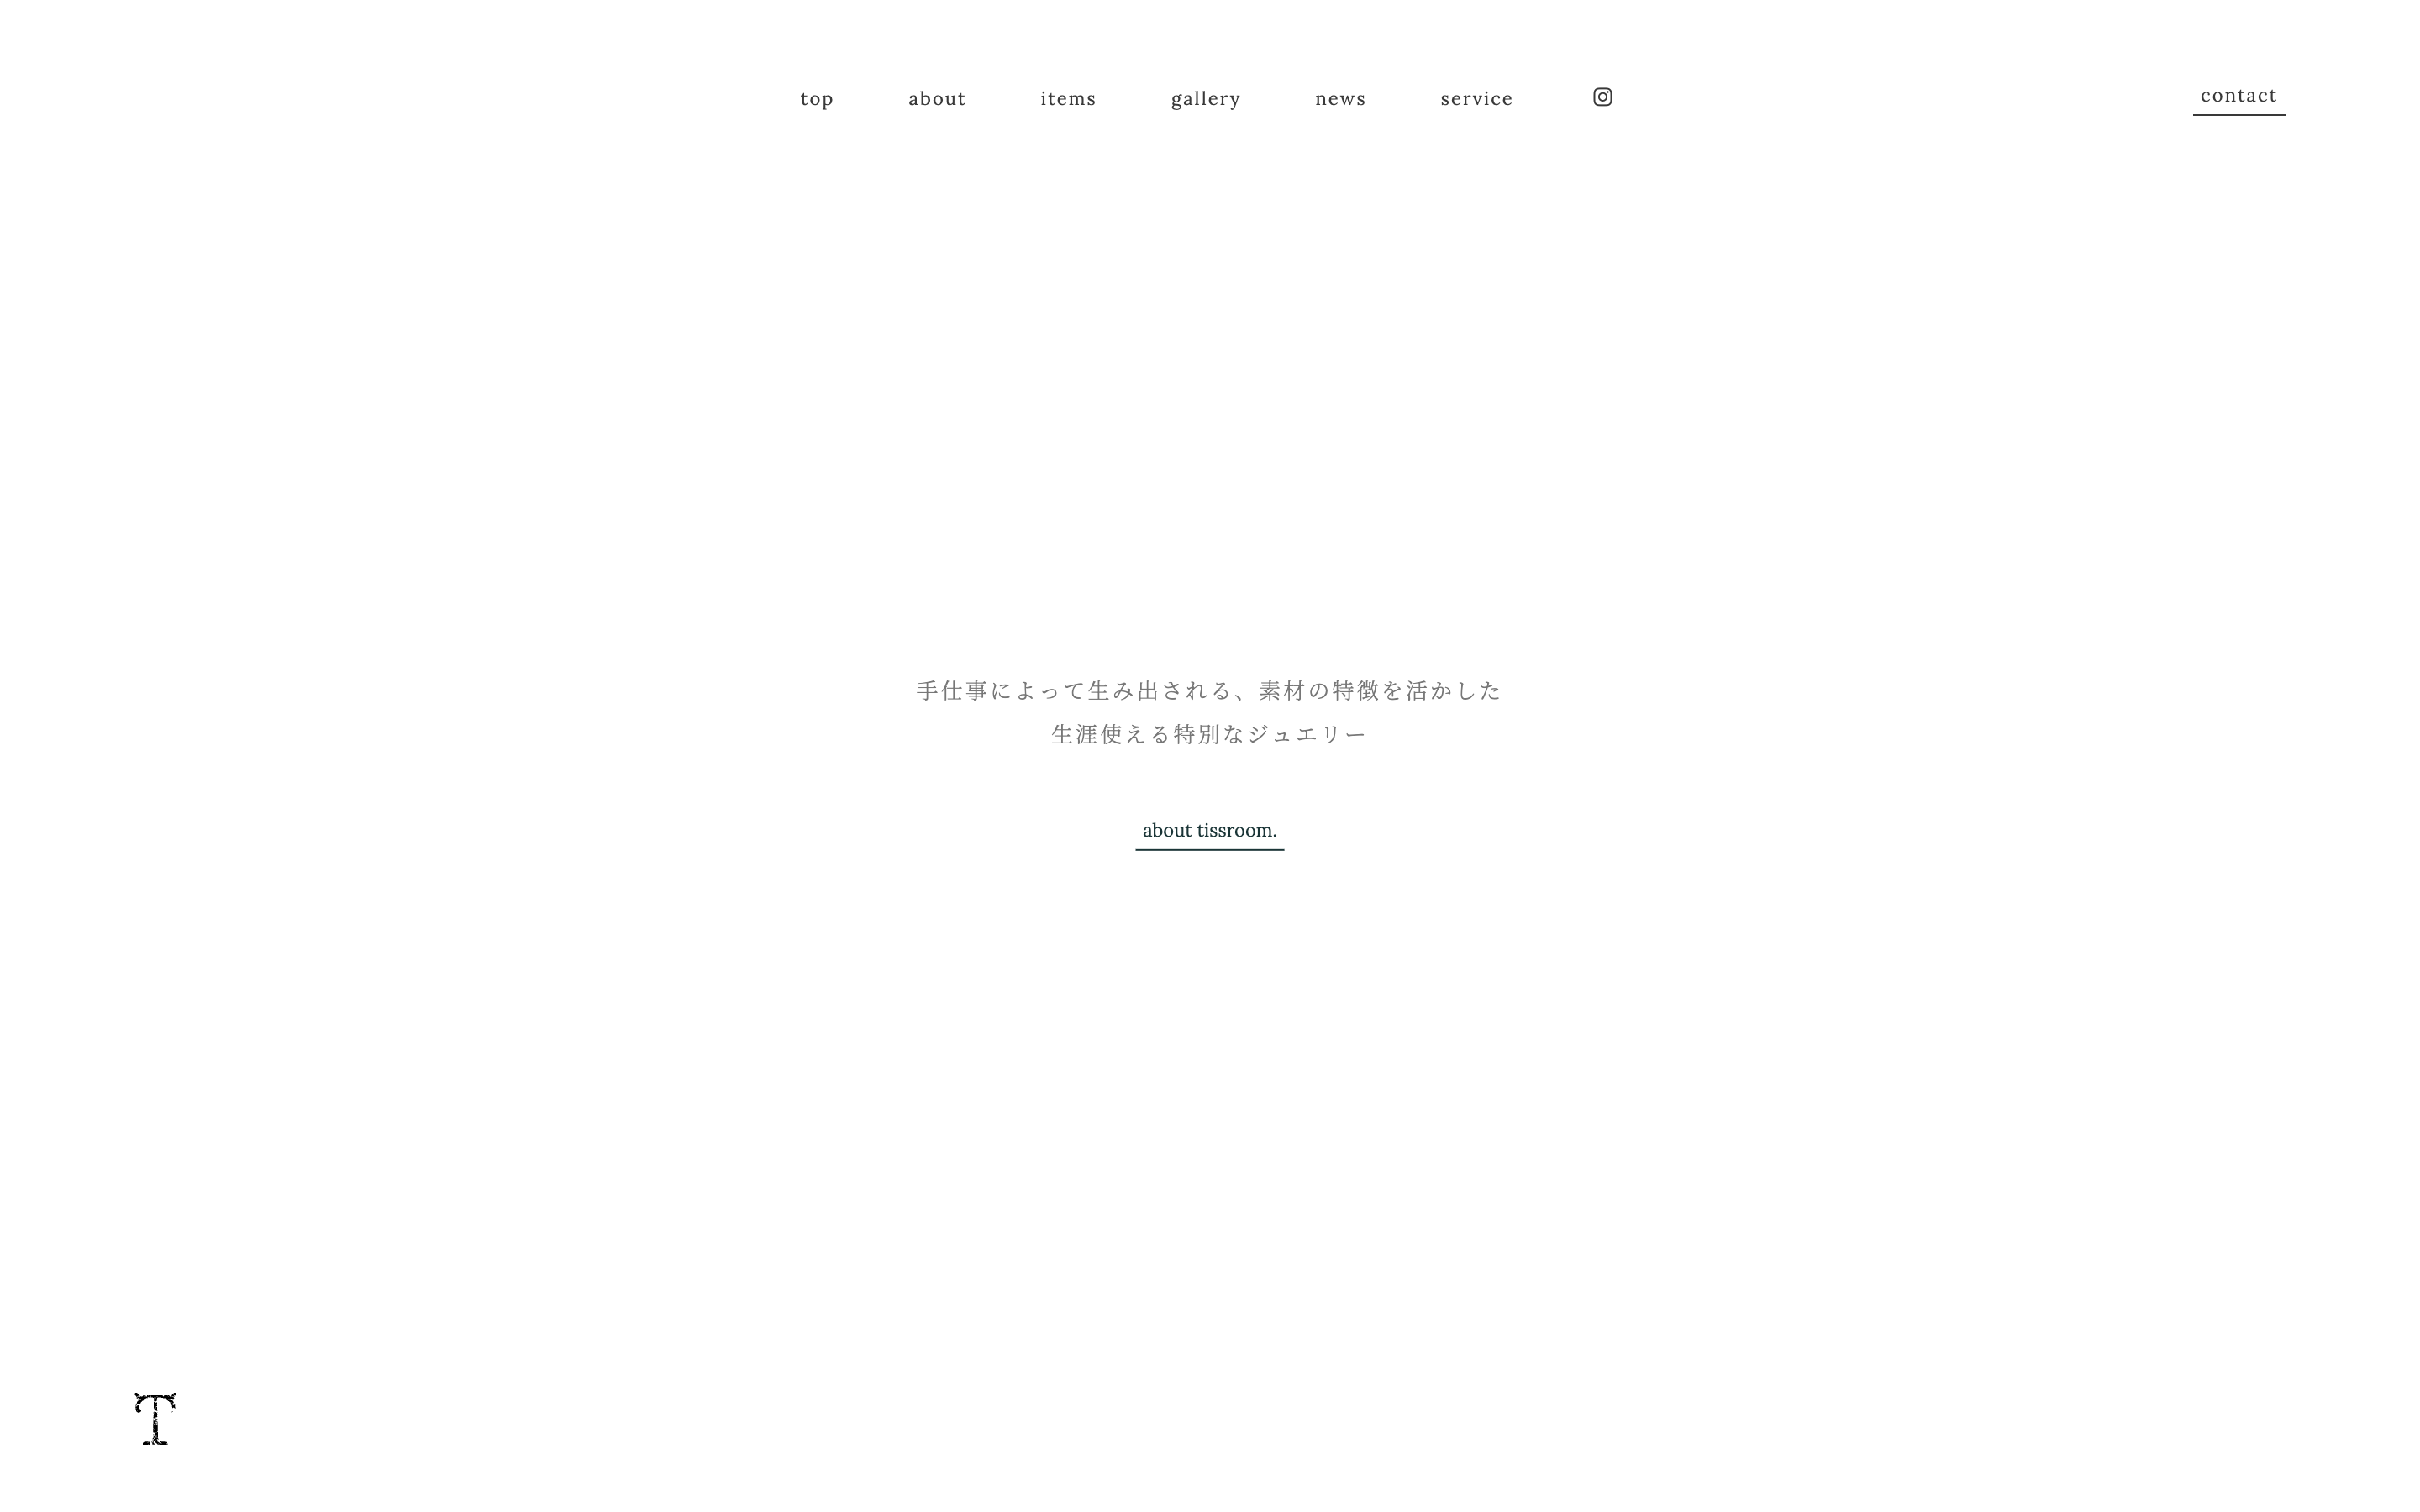 top
about
items
gallery
news
service
contact
手仕事によって生み出される、素材の特徴を活かした
生涯使える特別なジュエリー
about tissroom.
T